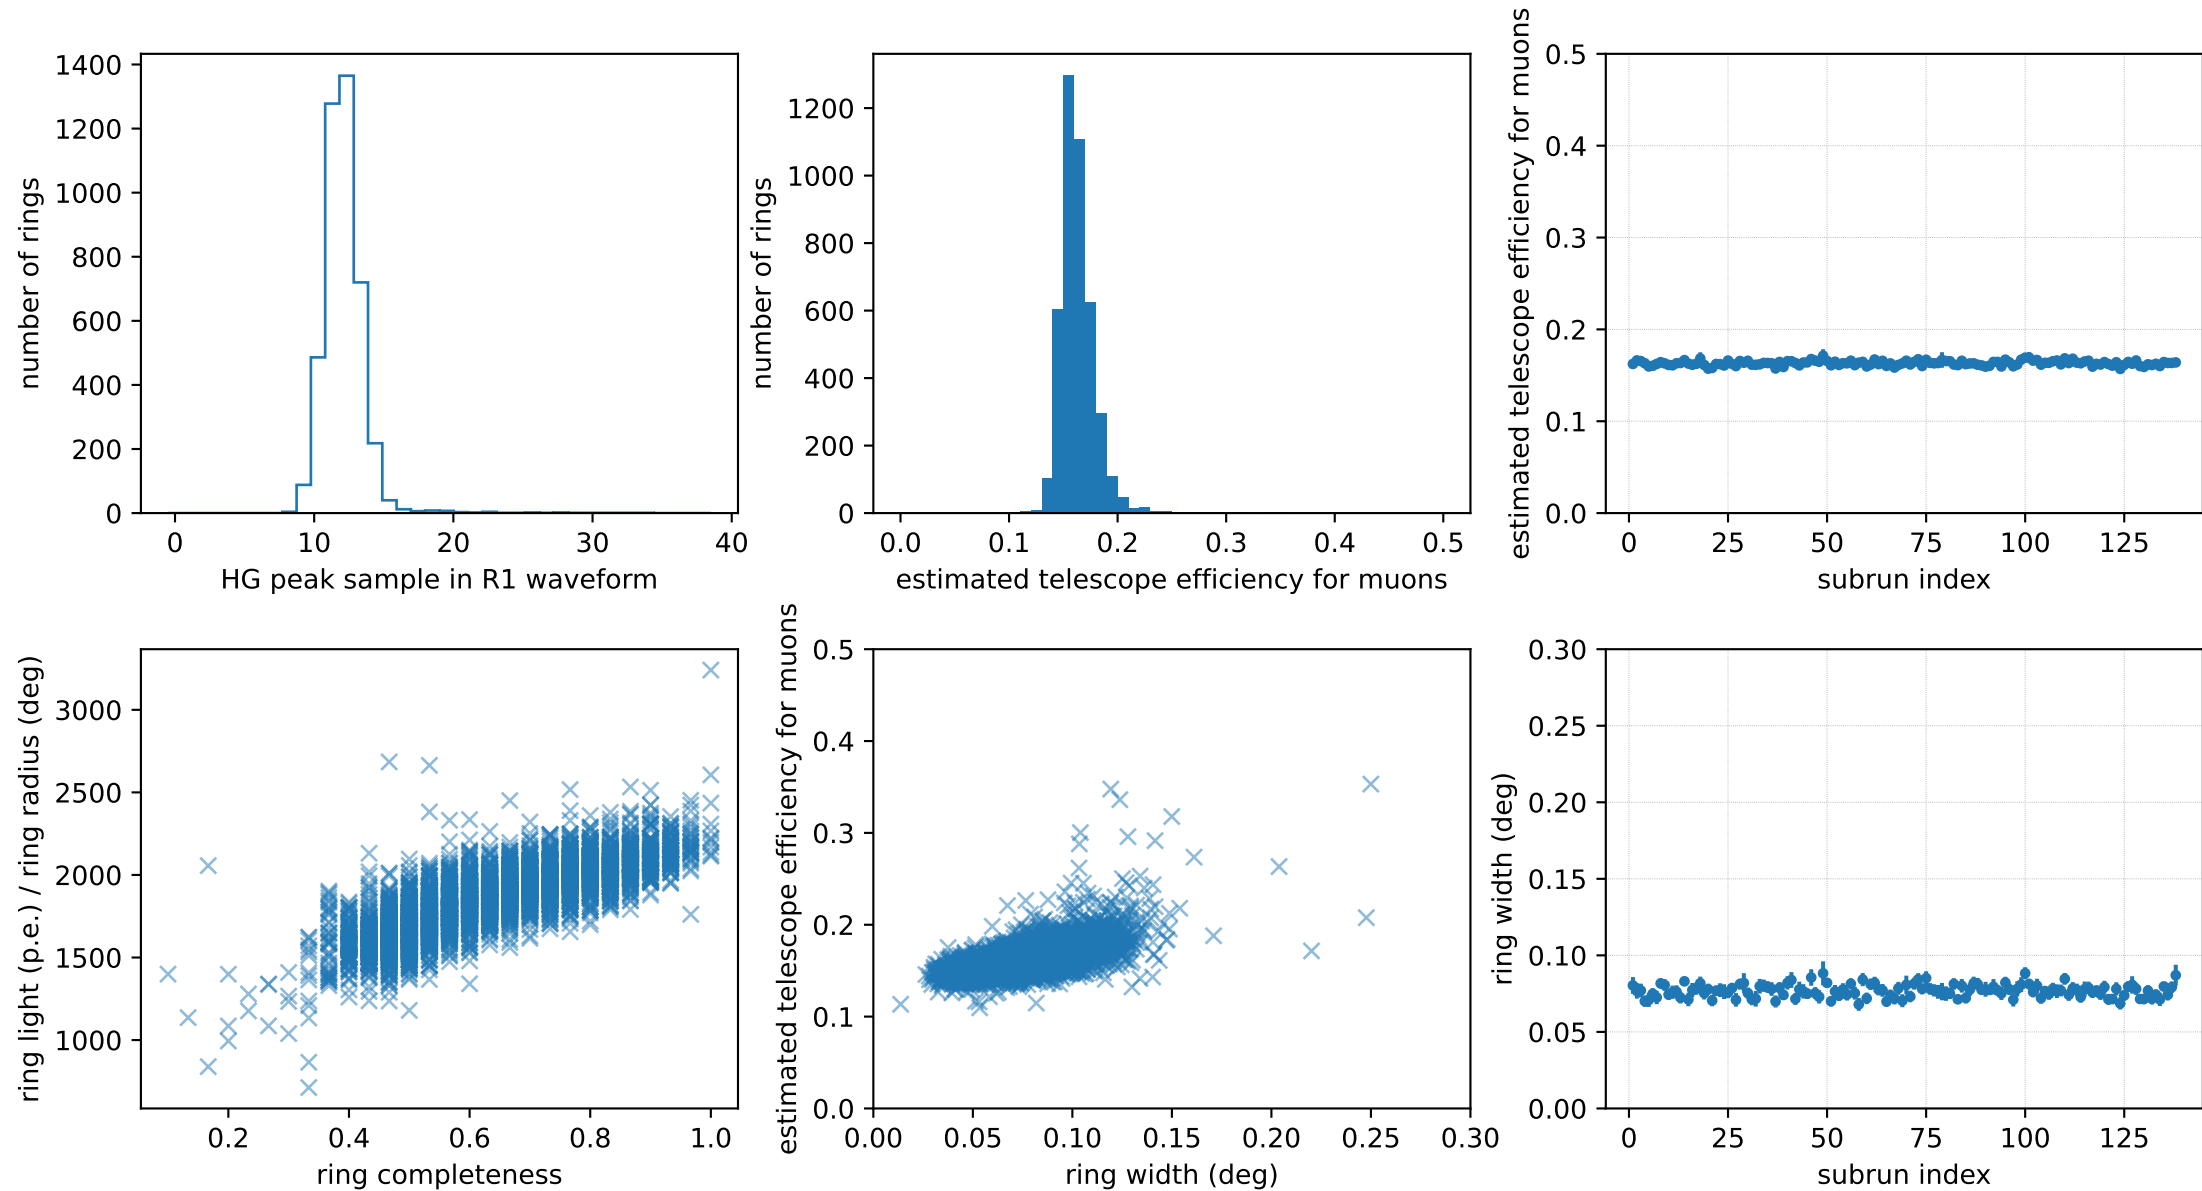 number of rings
1400
1200
1000
800
600
400
200
0
0 10 20 30 40
HG peak sample in R1 waveform
number of rings
1200
1000
800
600
400
200
0
0.0 0.1 0.2 0.3 0.4 0.5
estimated telescope efficiency for muons
estimated telescope efficiency for muons
0.5
0.4
0.3
0.2
0.1
0.0
0 25 50 75 100 125
subrun index
ring light (p.e.) / ring radius (deg)
3000
2500
2000
1500
1000
0.2 0.4 0.6 0.8 1.0
ring completeness
estimated telescope efficiency for muons
0.5
0.4
0.3
0.2
0.1
0.0
0.00 0.05 0.10 0.15 0.20 0.25 0.30
ring width (deg)
ring width (deg)
0.30
0.25
0.20
0.15
0.10
0.05
0.00
0 25 50 75 100 125
subrun index